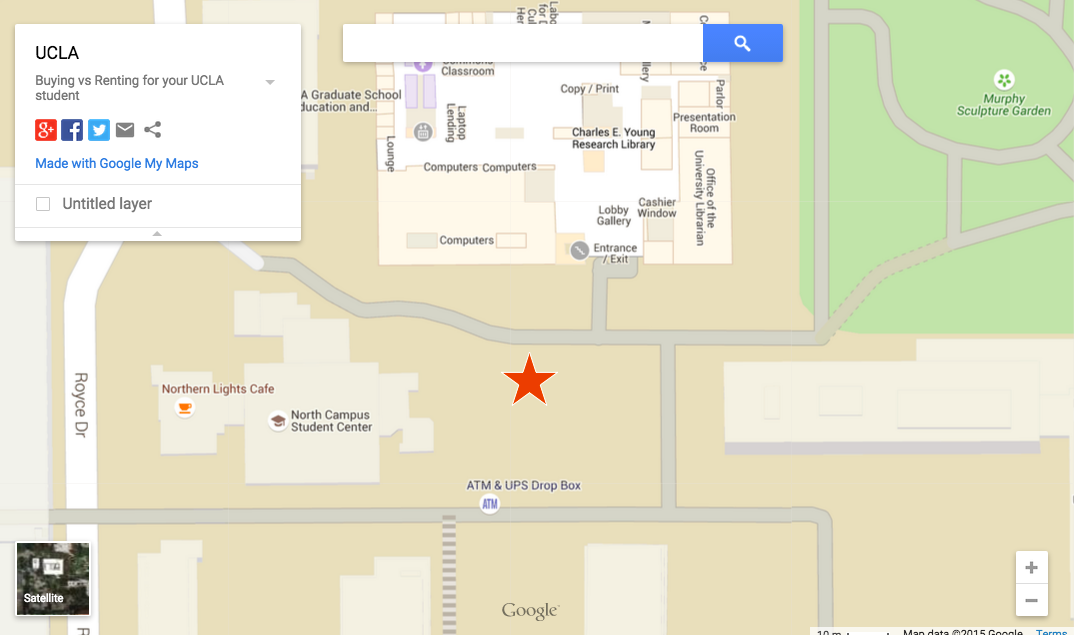 UCLA
Buying vs Renting for your UCLA
student
g+
f
Made with Google My Maps
Untitled layer
Classroom
Copy / Print
A Graduate School
ducation and...
Laptop
Lending
Lounge
Parlor
Presentation
Room
Charles E. Young
Research Library
Computers
Computers
Office of the
University Librarian
Lobby
Gallery
Cashier
Window
Computers
Entrance
/ Exit
Murphy
Sculpture Garden
Royce Dr
Northern Lights Cafe
North Campus
Student Center
ATM & UPS Drop Box
ATM
Satellite
Google
R
Map data ©2015 Google
Terms